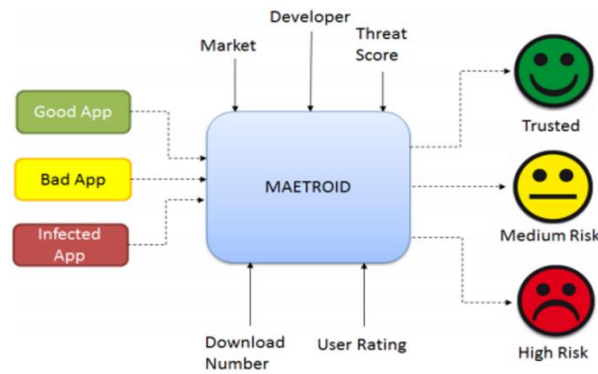 Developer
Market
Threat
Score
Good App
Bad App
Infected
App
MAETROID
Trusted
Medium Risk
High Risk
Download
Number
User Rating